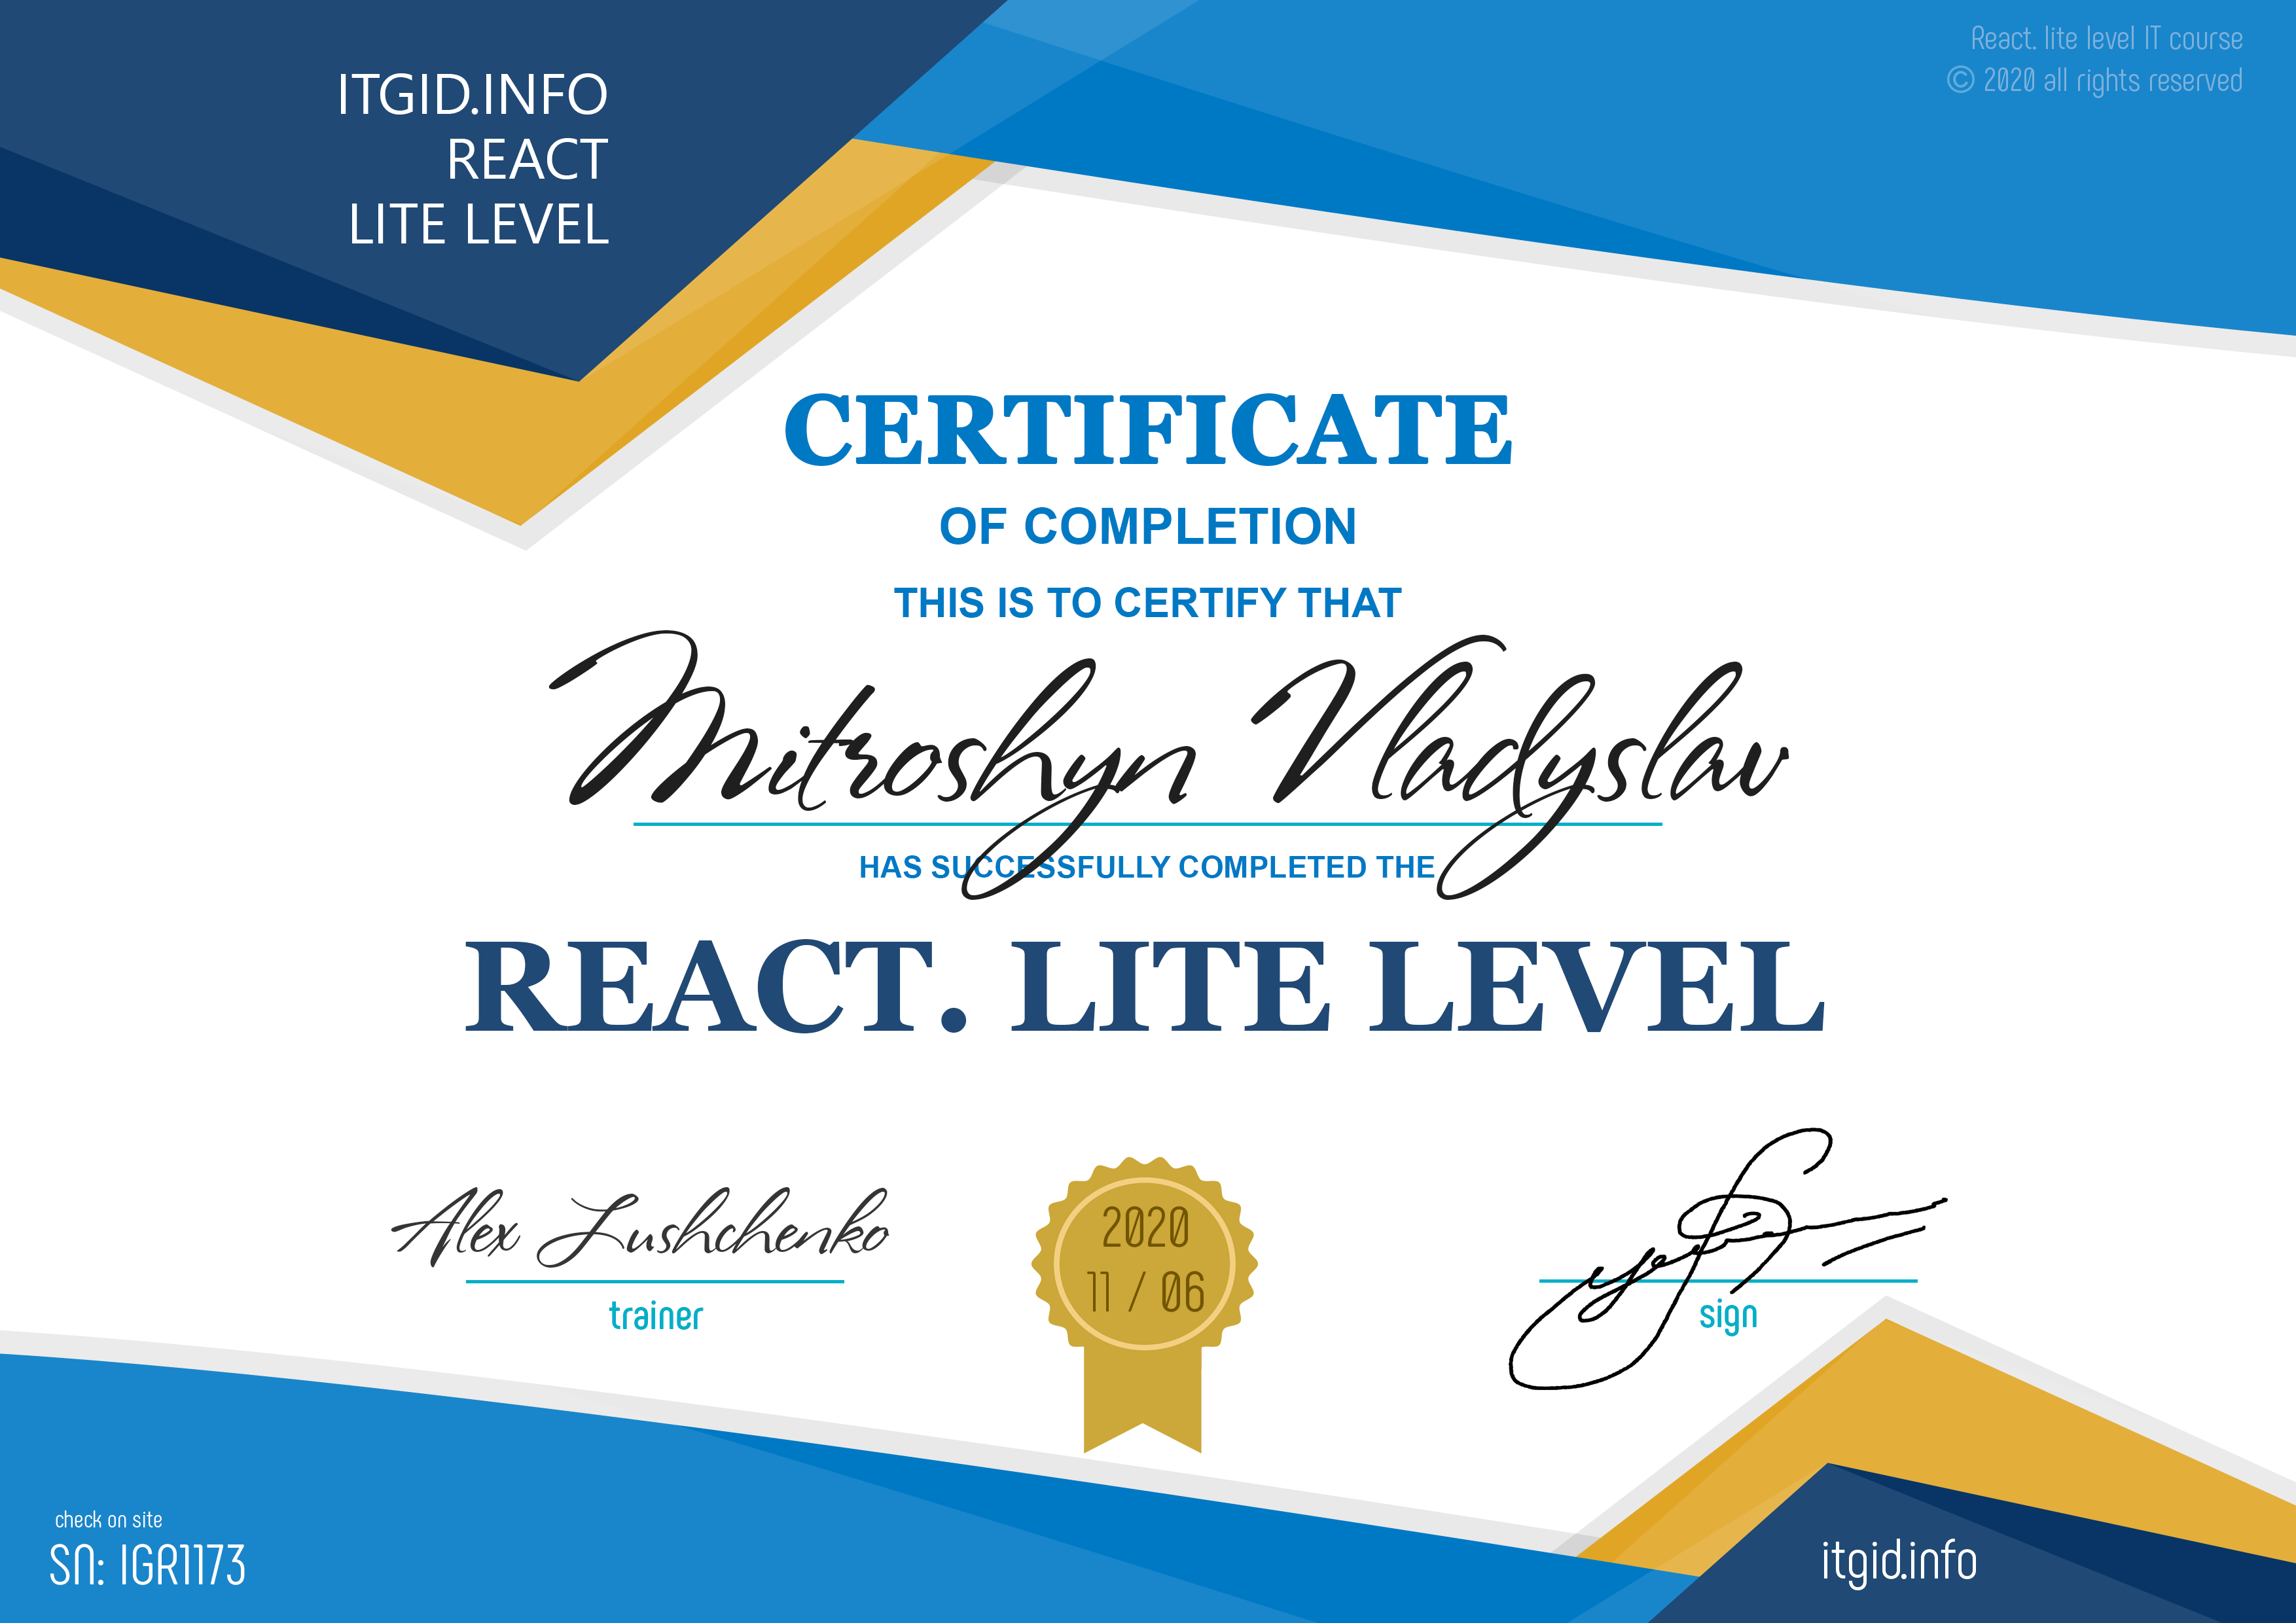 ITGID.INFO
REACT
LITE LEVEL
React. lite level IT course
© 2020 all rights reserved
CERTIFICATE
OF COMPLETION
THIS IS TO CERTIFY THAT
Mitroshyn Vladyslav
HAS SUCCESSFULLY COMPLETED THE
REACT. LITE LEVEL
Alex Lushchenko
trainer
2020
11 / 06
sign
check on site
SN: IGR1173
itgid.info